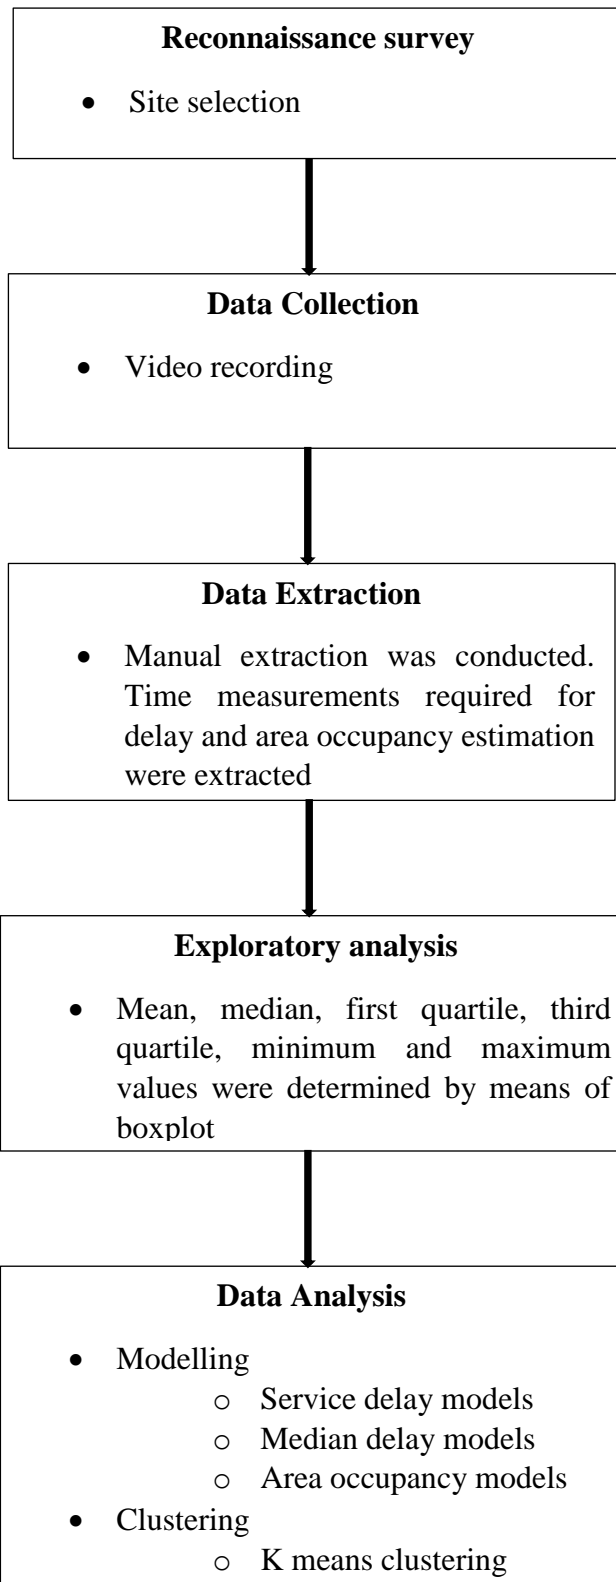 Reconnaissance survey
• Site selection
Data Collection
• Video recording
Data Extraction
• Manual extraction was conducted.
Time measurements required for
delay and area occupancy estimation
were extracted
Exploratory analysis
• Mean, median, first quartile, third
quartile, minimum and maximum
values were determined by means of
boxplot
Data Analysis
• Modelling
o Service delay models
o Median delay models
o Area occupancy models
• Clustering
o K means clustering